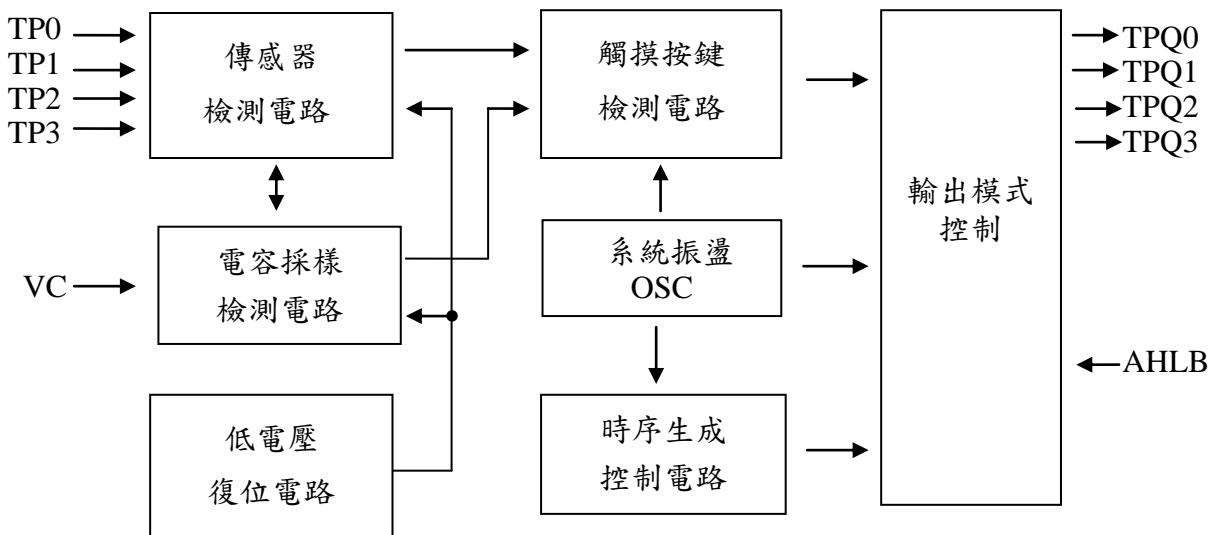 TP0
TP1
TP2
TP3
傳感器
檢測電路
觸摸按鍵
檢測電路
TPQ0
TPQ1
TPQ2
TPQ3
輸出模式
控制
VC
電容採樣
檢測電路
系統振盪
OSC
AHLB
低電壓
復位電路
時序生成
控制電路